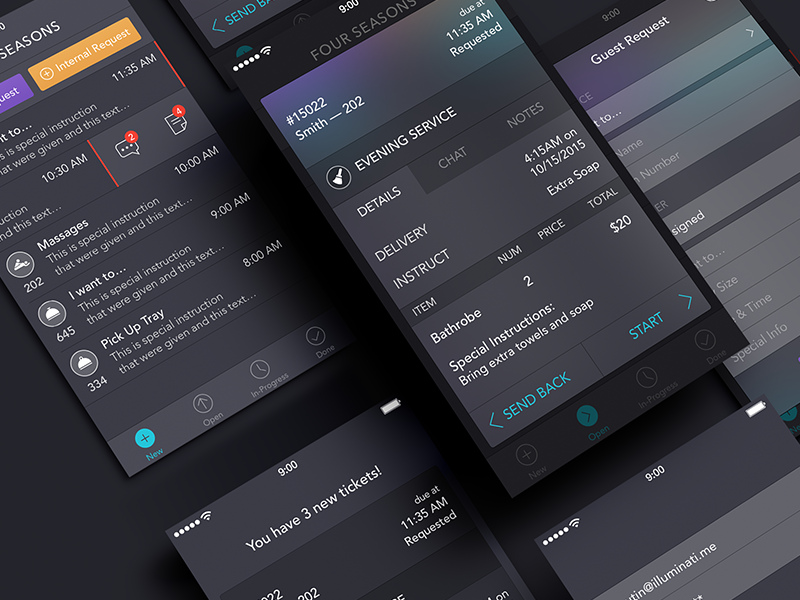 SEASONS
Internal Request
11:35 AM
This is special instruction
that were given and this text...
2
4
10:30 AM
10:00 AM
Massages
This is special instruction
that were given and this text...
202
9:00 AM
I want to...
This is special instruction
that were given and this text...
645
8:00 AM
Pick Up Tray
This is special instruction
that were given and this text...
334
New
Open
In-Progress
Done
SEND BACK
9:00
FOUR SEASONS
due at
11:35 AM
Requested
#15022
Smith — 202
EVENING SERVICE
DETAILS
CHAT
NOTES
DELIVERY
4:15AM on
10/15/2015
INSTRUCT
Extra Soap
ITEM
NUM
PRICE
TOTAL
Bathrobe
2
$20
Special Instructions:
Bring extra towels and soap
SEND BACK
START
New
Open
In-Progress
Done
9:00
Guest Request
Name
Number
Size
& Time
Special Info
9:00
You have 3 new tickets!
due at
11:35 AM
Requested
202
SERVICE
9:00
@illuminati.me